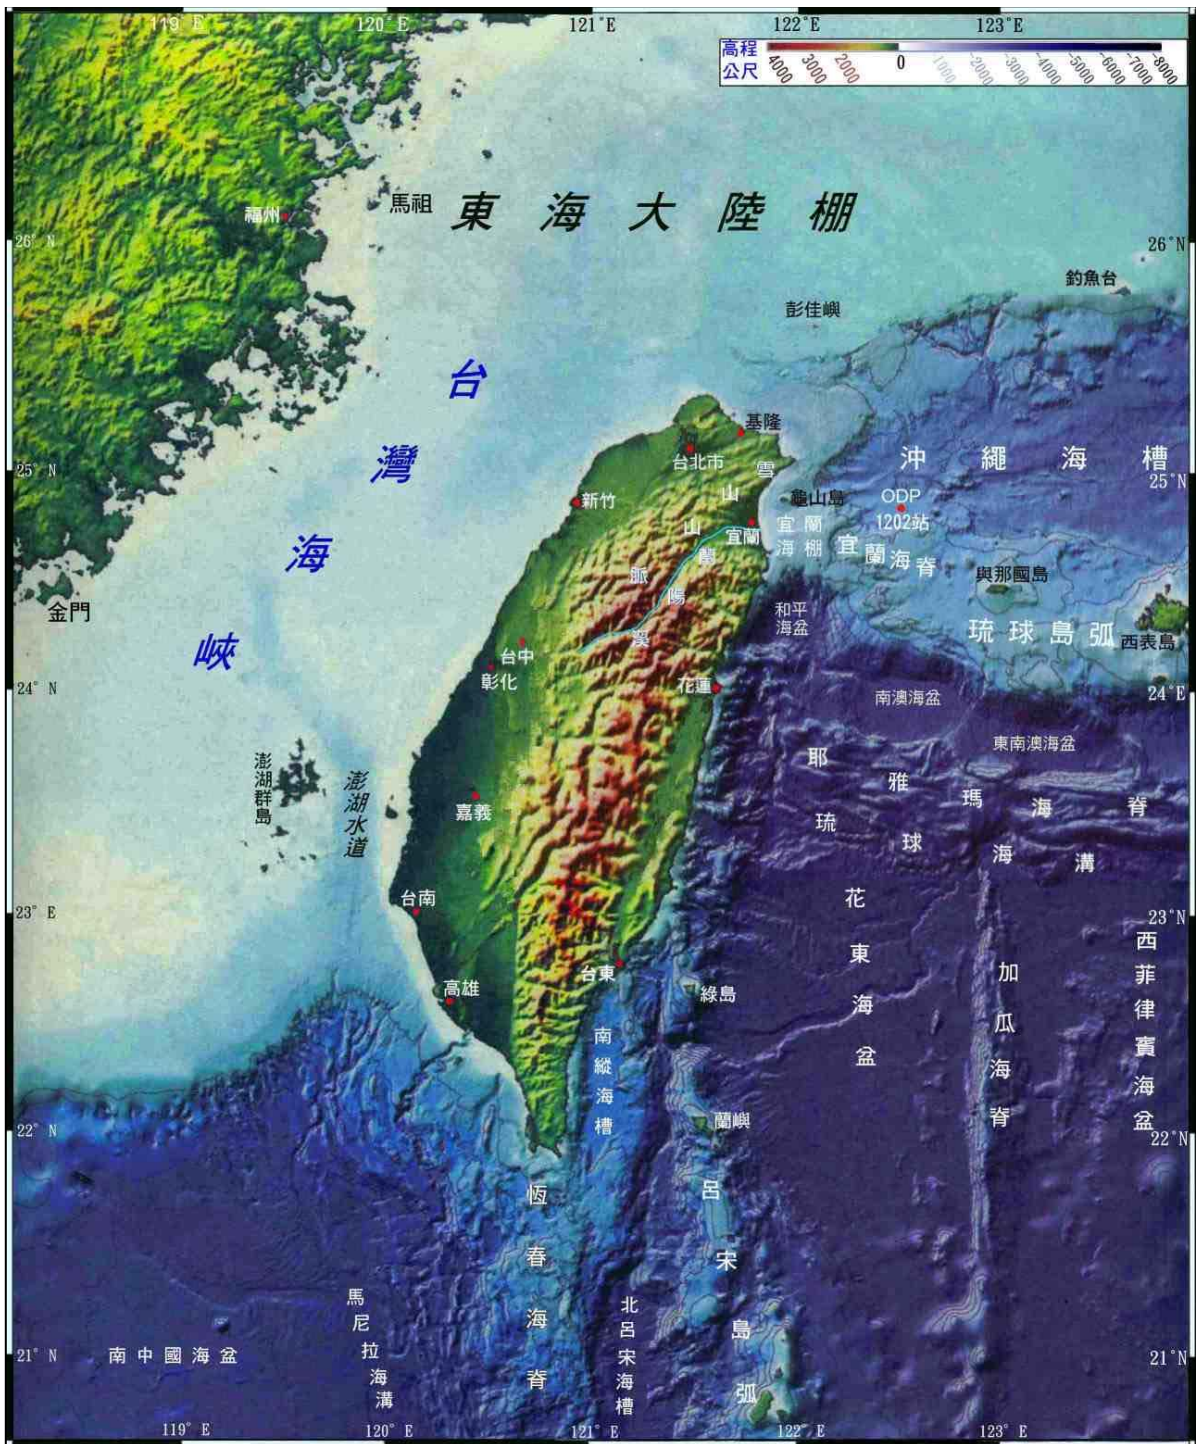 119°E 120°E 121°E 122°E 123°E
高程
公尺
4000 3000 2000 0 -1000 -2000 -3000 -4000 -5000 -6000 -7000 -8000
馬祖
東海大陸棚
福州
26° N
26°N
釣魚台
彭佳嶼
台灣海峽
基隆
台北市
沖繩海槽
25° N
25°N
新竹
雪山山脈
龜山島
ODP
1202站
宜蘭
宜蘭
海棚
宜蘭海脊
蘭陽溪
與那國島
金門
和平
海盆
琉球島弧
西表島
台中
彰化
花蓮
24° N
24°E
南澳海盆
東南澳海盆
澎湖群島
澎湖水道
耶雅瑪海脊
嘉義
琉球海溝
台南
花東海盆
23° E
23°N
西菲律賓海盆
加瓜海脊
台東
高雄
綠島
南縱海槽
蘭嶼
22° N
22°N
恆春海脊
呂宋島弧
馬尼拉海溝
北呂宋海槽
21° N
南中國海盆
21°N
119° E 120° E 121° E 122° E 123° E